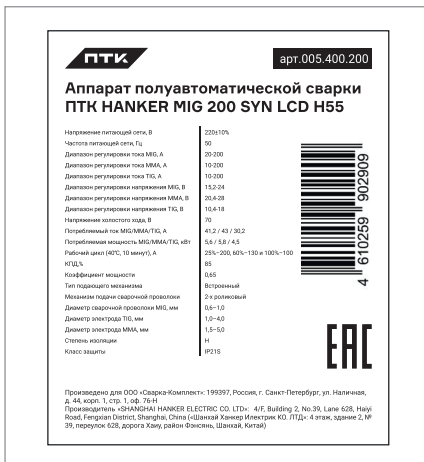 ПТК
арт.005.400.200
Аппарат полуавтоматической сварки
ПТК HANKER MIG 200 SYN LCD H55
Напряжение питающей сети, В 220±10%
Частота питающей сети, Гц 50
Диапазон регулировки тока MIG, А 20-200
Диапазон регулировки тока MMA, А 10-200
Диапазон регулировки тока TIG, А 10-200
Диапазон регулировки напряжения MIG, В 15,2-24
Диапазон регулировки напряжения MMA, В 20,4-28
Диапазон регулировки напряжения TIG, В 10,4-18
Напряжение холостого хода, В 70
Потребляемый ток MIG/MMA/TIG, А 41,2 / 43 / 30,2
Потребляемая мощность MIG/MMA/TIG, кВт 5,6 / 5,8 / 4,5
Рабочий цикл (40°С, 10 минут), А 25%–200, 60%–130 и 100%–100
КПД,% 85
Коэффициент мощности 0,65
Тип подающего механизма Встроенный
Механизм подачи сварочной проволоки 2-х роликовый
Диаметр сварочной проволоки MIG, мм 0,6–1,0
Диаметр электрода TIG, мм 1,0–4,0
Диаметр электрода MMA, мм 1,5–5,0
Степень изоляции H
Класс защиты IP21S
4 610259 902909
EAC
Произведено для ООО «Сварка-Комплект»: 199397, Россия, г. Санкт-Петербург, ул. Наличная,
д. 44, корп. 1, стр. 1, оф. 76-Н
Производитель «SHANGHAI HANKER ELECTRIC CO. LTD»: 4/F, Building 2, No.39, Lane 628, Haiyi
Road, Fengxian District, Shanghai, China («Шанхай Ханкер Илектрик КО. ЛТД»: 4 этаж, здание 2, №
39, переулок 628, дорога Хаиу, район Фэнсянь, Шанхай, Китай)